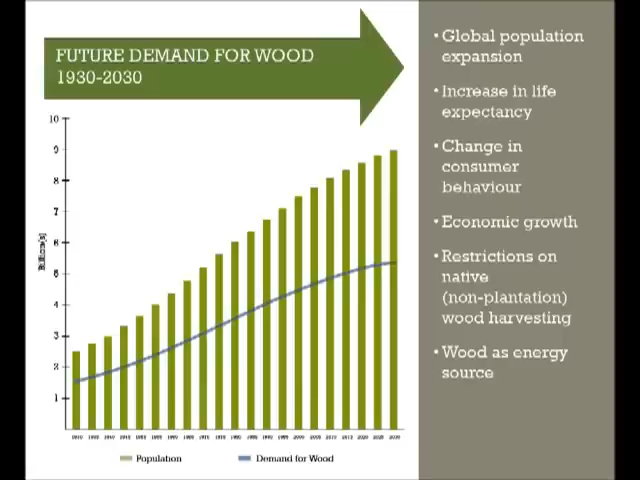 FUTURE DEMAND FOR WOOD
1930-2030
• Global population
expansion
• Increase in life
expectancy
• Change in
consumer
behaviour
• Economic growth
• Restrictions on
native
(non-plantation)
wood harvesting
• Wood as energy
source
10
9
8
7
6
5
4
3
2
1
Billion(s)
Population
Demand for Wood